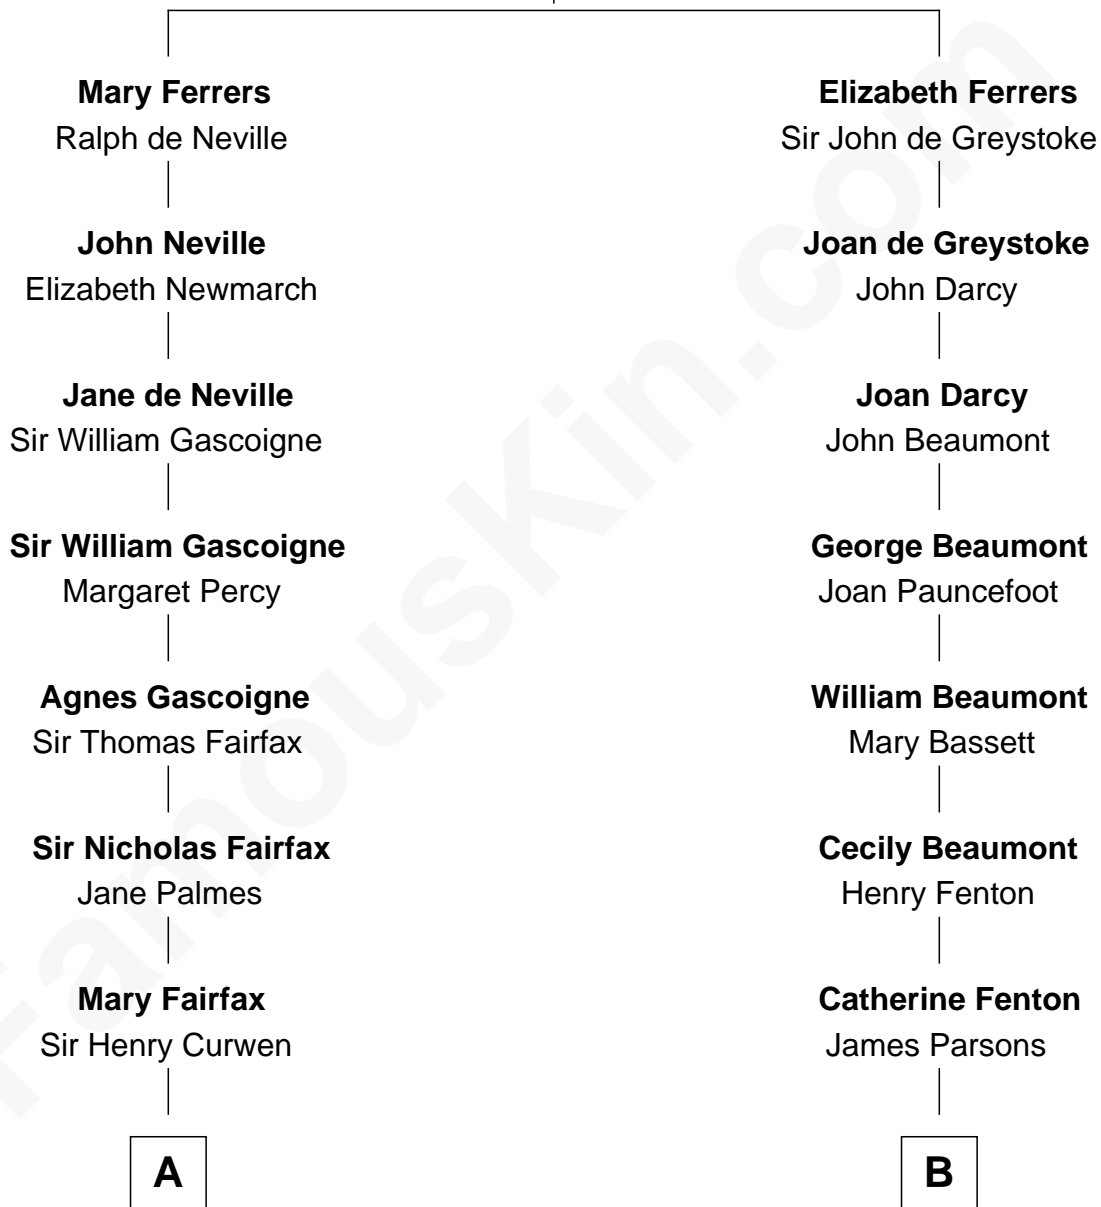 Mary Ferrers
Ralph de Neville
John Neville
Elizabeth Newmarch
Jane de Neville
Sir William Gascoigne
Sir William Gascoigne
Margaret Percy
Agnes Gascoigne
Sir Thomas Fairfax
Sir Nicholas Fairfax
Jane Palmes
Mary Fairfax
Sir Henry Curwen
A
Elizabeth Ferrers
Sir John de Greystoke
Joan de Greystoke
John Darcy
Joan Darcy
John Beaumont
George Beaumont
Joan Pauncefoot
William Beaumont
Mary Bassett
Cecily Beaumont
Henry Fenton
Catherine Fenton
James Parsons
B
FamousKin.com